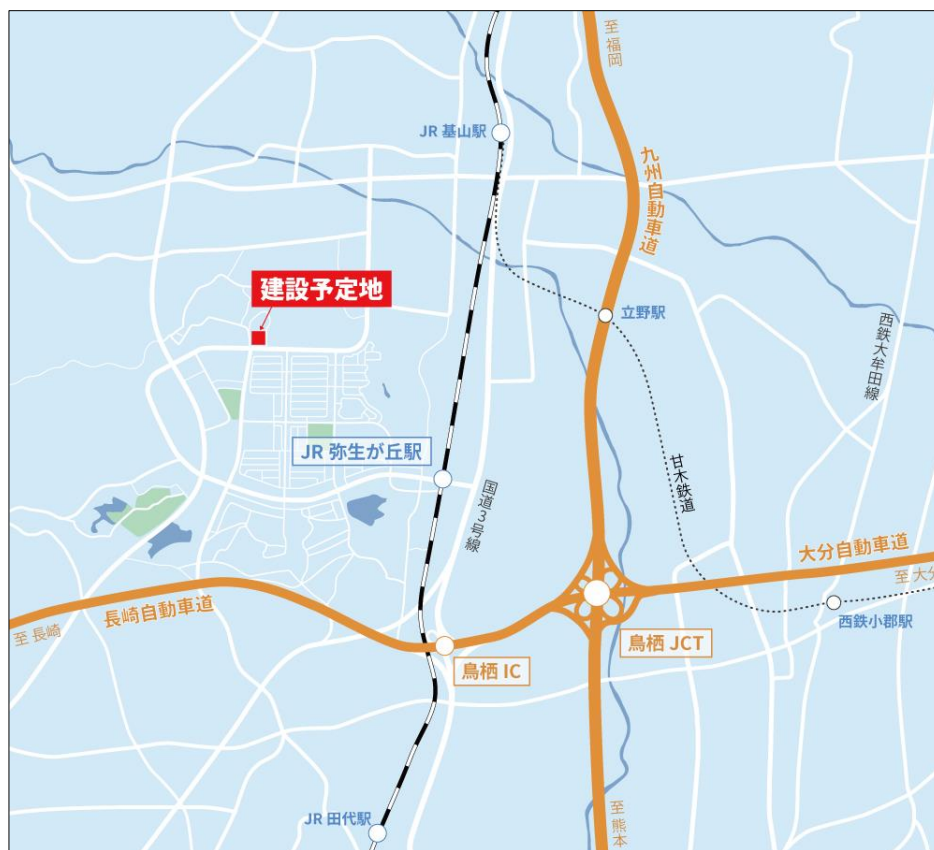 至 福岡
JR 基山駅
九州自動車道
建設予定地
立野駅
西鉄大牟田線
JR 弥生が丘駅
国道3号線
甘木鉄道
大分自動車道
至 大分
長崎自動車道
至 長崎
西鉄小郡駅
鳥栖 IC
鳥栖 JCT
至 熊本
JR 田代駅